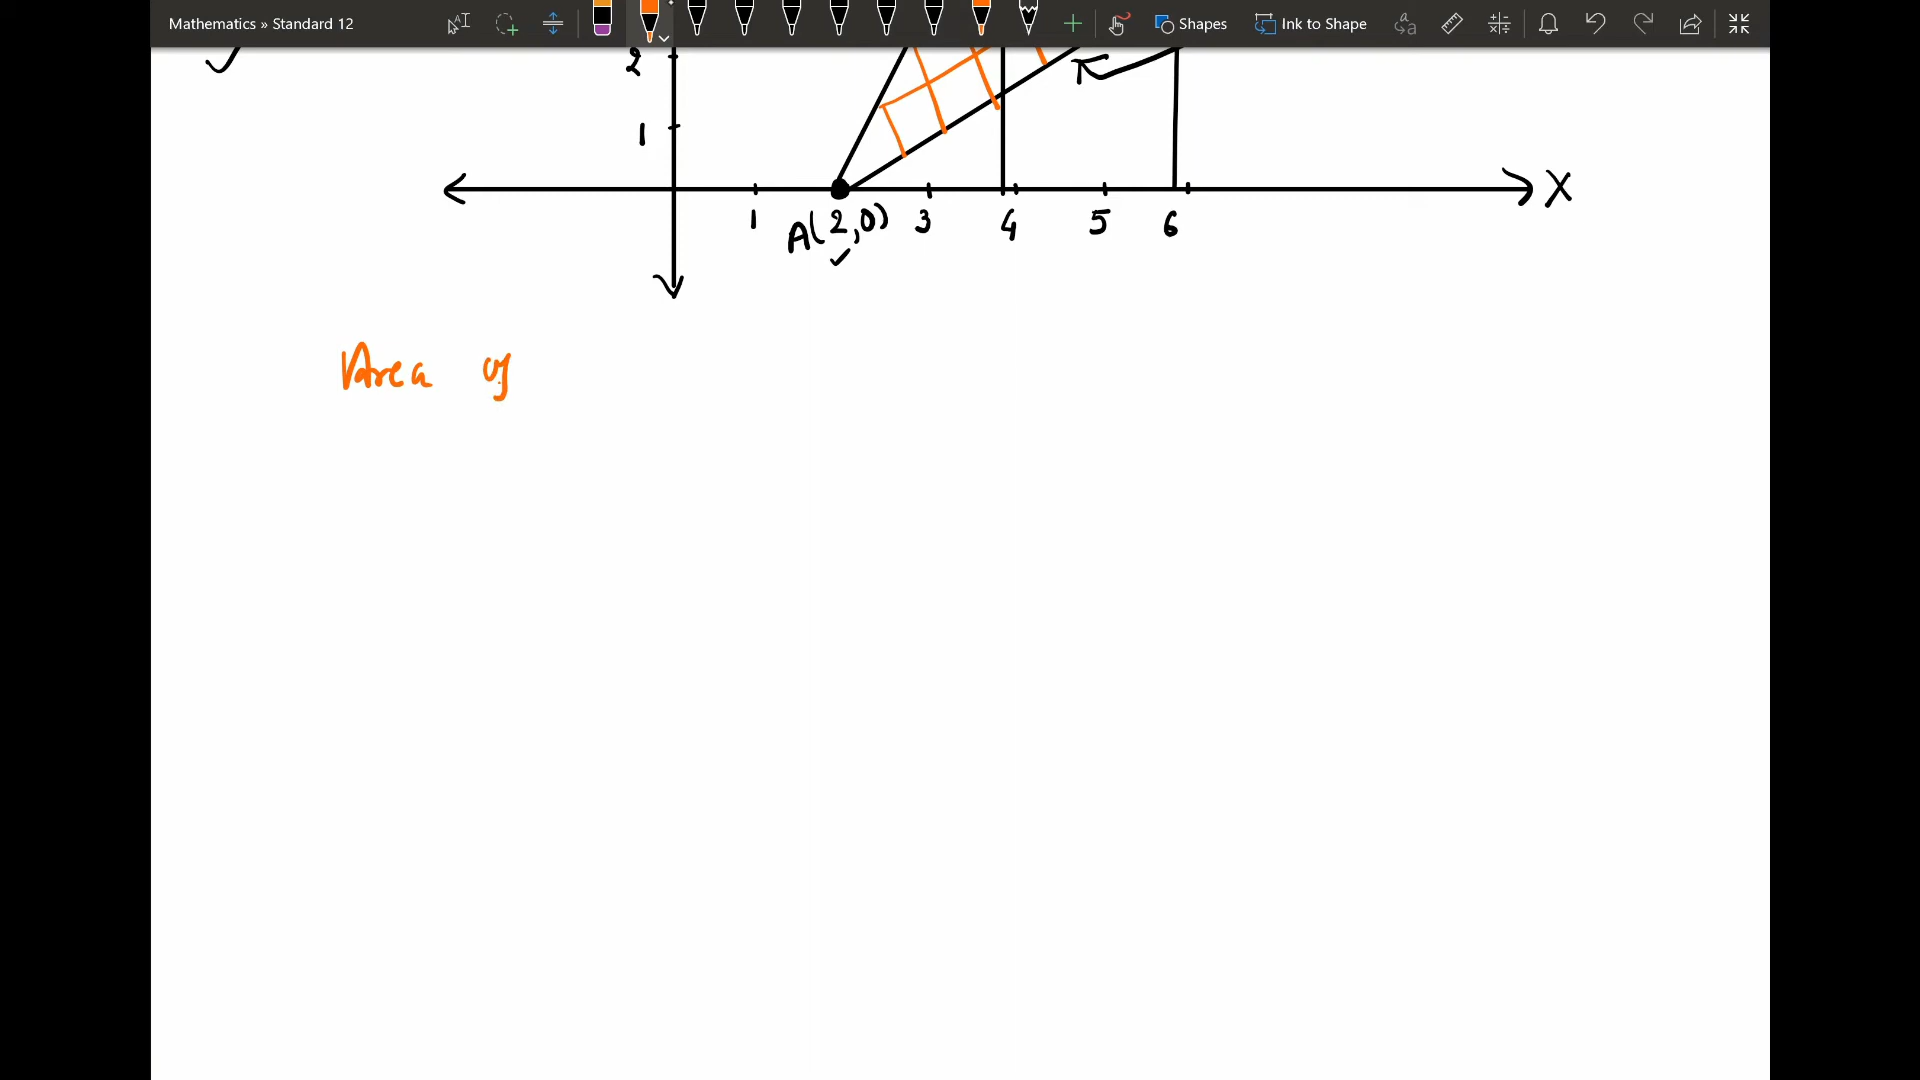 Mathematics » Standard 12
Shapes
Ink to Shape
2
1
X
1
A(2,0)
3
4
5
6
Area of